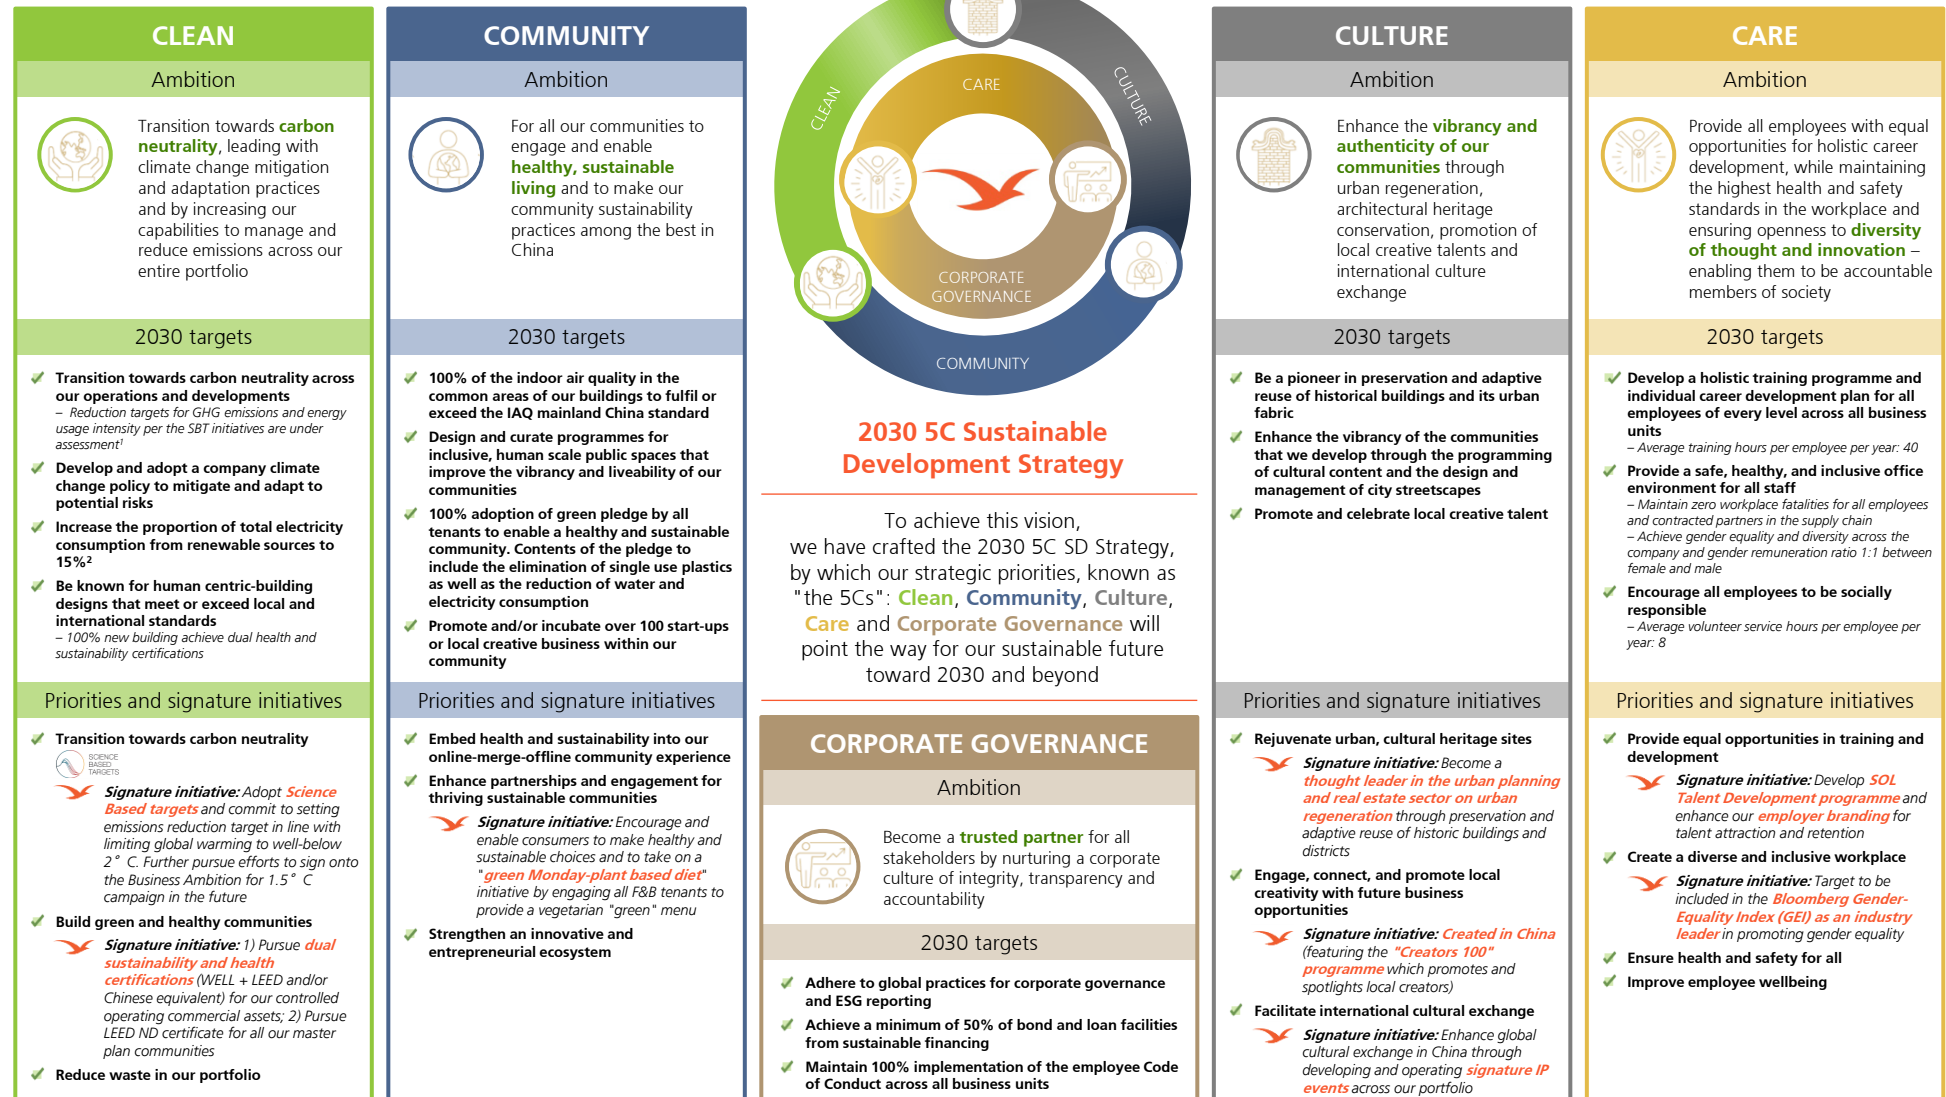 CLEAN
Ambition
Transition towards carbon
neutrality, leading with
climate change mitigation
and adaptation practices
and by increasing our
capabilities to manage and
reduce emissions across our
entire portfolio
2030 targets
Transition towards carbon neutrality across
our operations and developments
– Reduction targets for GHG emissions and energy
usage intensity per the SBT initiatives are under
assessment¹
Develop and adopt a company climate
change policy to mitigate and adapt to
potential risks
Increase the proportion of total electricity
consumption from renewable sources to
15%²
Be known for human centric-building
designs that meet or exceed local and
international standards
– 100% new building achieve dual health and
sustainability certifications
Priorities and signature initiatives
Transition towards carbon neutrality
SCIENCE
BASED
TARGETS
Signature initiative: Adopt Science
Based targets and commit to setting
emissions reduction target in line with
limiting global warming to well-below
2° C. Further pursue efforts to sign onto
the Business Ambition for 1.5° C
campaign in the future
Build green and healthy communities
Signature initiative: 1) Pursue dual
sustainability and health
certifications (WELL + LEED and/or
Chinese equivalent) for our controlled
operating commercial assets; 2) Pursue
LEED ND certificate for all our master
plan communities
Reduce waste in our portfolio
COMMUNITY
Ambition
For all our communities to
engage and enable
healthy, sustainable
living and to make our
community sustainability
practices among the best in
China
2030 targets
100% of the indoor air quality in the
common areas of our buildings to fulfil or
exceed the IAQ mainland China standard
Design and curate programmes for
inclusive, human scale public spaces that
improve the vibrancy and liveability of our
communities
100% adoption of green pledge by all
tenants to enable a healthy and sustainable
community. Contents of the pledge to
include the elimination of single use plastics
as well as the reduction of water and
electricity consumption
Promote and/or incubate over 100 start-ups
or local creative business within our
community
Priorities and signature initiatives
Embed health and sustainability into our
online-merge-offline community experience
Enhance partnerships and engagement for
thriving sustainable communities
Signature initiative: Encourage and
enable consumers to make healthy and
sustainable choices and to take on a
"green Monday-plant based diet"
initiative by engaging all F&B tenants to
provide a vegetarian "green" menu
Strengthen an innovative and
entrepreneurial ecosystem
CLEAN
CARE
CULTURE
CORPORATE
GOVERNANCE
COMMUNITY
2030 5C Sustainable
Development Strategy
To achieve this vision,
we have crafted the 2030 5C SD Strategy,
by which our strategic priorities, known as
"the 5Cs": Clean, Community, Culture,
Care and Corporate Governance will
point the way for our sustainable future
toward 2030 and beyond
CORPORATE GOVERNANCE
Ambition
Become a trusted partner for all
stakeholders by nurturing a corporate
culture of integrity, transparency and
accountability
2030 targets
Adhere to global practices for corporate governance
and ESG reporting
Achieve a minimum of 50% of bond and loan facilities
from sustainable financing
Maintain 100% implementation of the employee Code
of Conduct across all business units
CULTURE
Ambition
Enhance the vibrancy and
authenticity of our
communities through
urban regeneration,
architectural heritage
conservation, promotion of
local creative talents and
international culture
exchange
2030 targets
Be a pioneer in preservation and adaptive
reuse of historical buildings and its urban
fabric
Enhance the vibrancy of the communities
that we develop through the programming
of cultural content and the design and
management of city streetscapes
Promote and celebrate local creative talent
Priorities and signature initiatives
Rejuvenate urban, cultural heritage sites
Signature initiative: Become a
thought leader in the urban planning
and real estate sector on urban
regeneration through preservation and
adaptive reuse of historic buildings and
districts
Engage, connect, and promote local
creativity with future business
opportunities
Signature initiative: Created in China
(featuring the "Creators 100"
programme which promotes and
spotlights local creators)
Facilitate international cultural exchange
Signature initiative: Enhance global
cultural exchange in China through
developing and operating signature IP
events across our portfolio
CARE
Ambition
Provide all employees with equal
opportunities for holistic career
development, while maintaining
the highest health and safety
standards in the workplace and
ensuring openness to diversity
of thought and innovation –
enabling them to be accountable
members of society
2030 targets
Develop a holistic training programme and
individual career development plan for all
employees of every level across all business
units
– Average training hours per employee per year: 40
Provide a safe, healthy, and inclusive office
environment for all staff
– Maintain zero workplace fatalities for all employees
and contracted partners in the supply chain
– Achieve gender equality and diversity across the
company and gender remuneration ratio 1:1 between
female and male
Encourage all employees to be socially
responsible
– Average volunteer service hours per employee per
year: 8
Priorities and signature initiatives
Provide equal opportunities in training and
development
Signature initiative: Develop SOL
Talent Development programme and
enhance our employer branding for
talent attraction and retention
Create a diverse and inclusive workplace
Signature initiative: Target to be
included in the Bloomberg Gender-
Equality Index (GEI) as an industry
leader in promoting gender equality
Ensure health and safety for all
Improve employee wellbeing